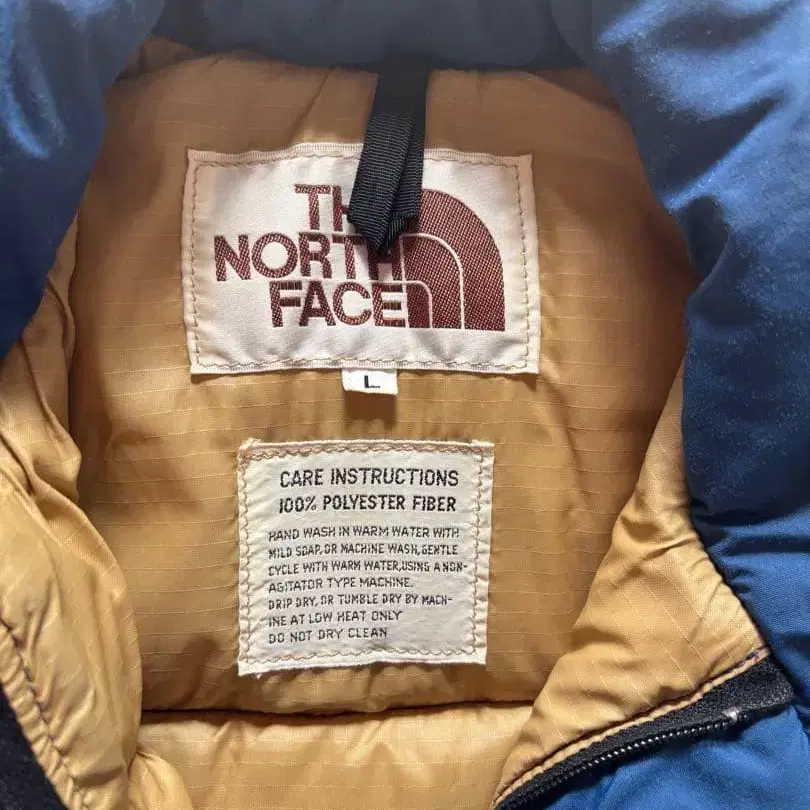 THE
NORTH
FACE
L
CARE INSTRUCTIONS
100% POLYESTER FIBER
HAND WASH IN WARM WATER WITH
MILD SOAP, OR MACHINE WASH, GENTLE
CYCLE WITH WARM WATER, USING A NON-
AGITATOR TYPE MACHINE.
DRIP DRY, OR TUMBLE DRY BY MACH-
INE AT LOW HEAT ONLY
DO NOT DRY CLEAN